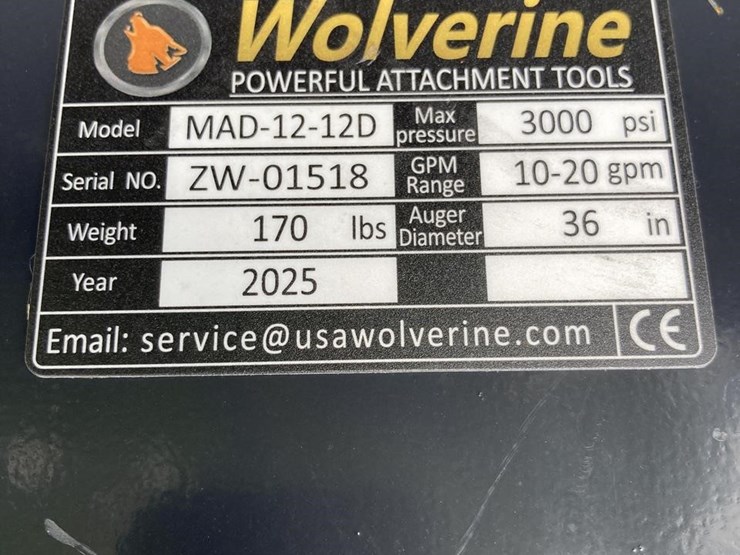 Wolverine
POWERFUL ATTACHMENT TOOLS
Model MAD-12-12D Max pressure 3000 psi
Serial NO. ZW-01518 GPM Range 10-20 gpm
Weight 170 lbs Auger Diameter 36 in
Year 2025
Email: service@usawolverine.com CE